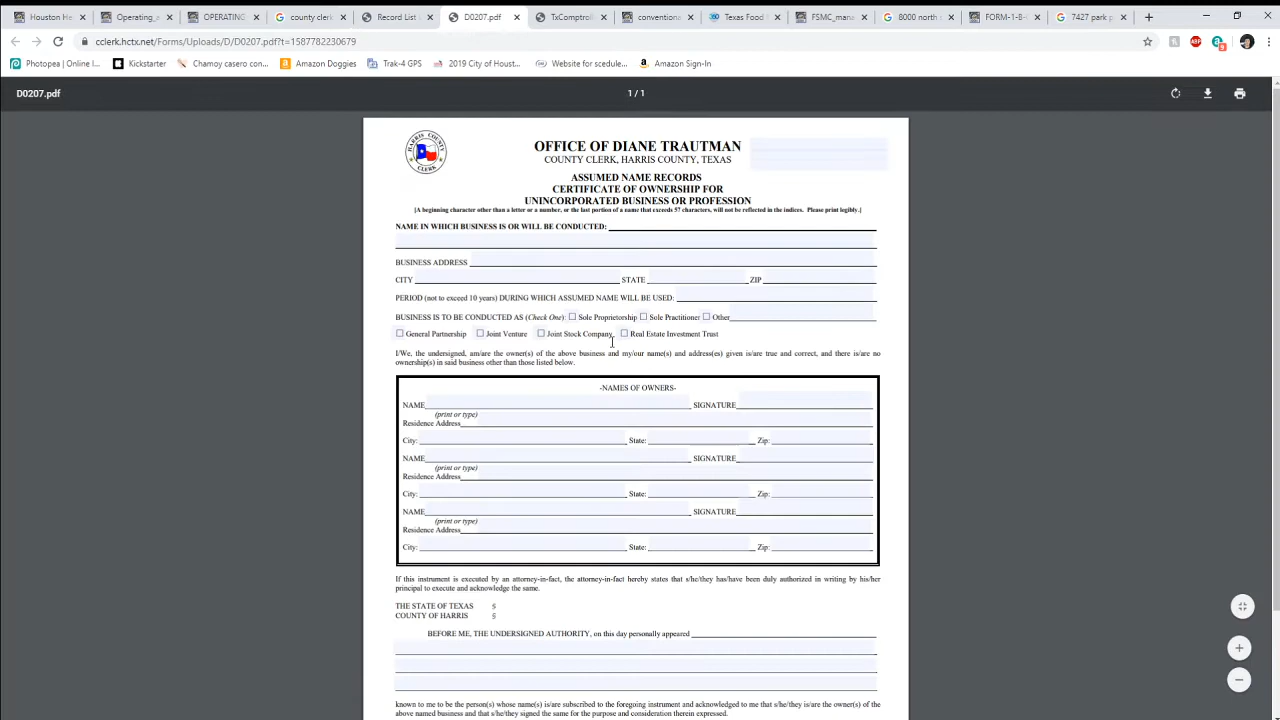 Houston Hea
Operating_a
OPERATING
county clerk
Record List
D0207.pdf
TxComptroll
conventiona
Texas Food
FSMC_mana
8000 north
FORM-1-8-
7427 park p
cclerk.hctx.net/Forms/Uploads/D/D0207.pdf?t=1587782230679
Photopea | Online I...
Kickstarter
Chamoy casero con...
Amazon Doggies
Trak-4 GPS
2019 City of Houst...
Website for scedule...
Amazon Sign-In
D0207.pdf
1 / 1
HARRIS COUNTY CLERK
OFFICE OF DIANE TRAUTMAN
COUNTY CLERK, HARRIS COUNTY, TEXAS
ASSUMED NAME RECORDS
CERTIFICATE OF OWNERSHIP FOR
UNINCORPORATED BUSINESS OR PROFESSION
[A beginning character other than a letter or a number, or the last portion of a name that exceeds 57 characters, will not be reflected in the indices. Please print legibly.]
NAME IN WHICH BUSINESS IS OR WILL BE CONDUCTED:
BUSINESS ADDRESS
CITY STATE ZIP
PERIOD (not to exceed 10 years) DURING WHICH ASSUMED NAME WILL BE USED:
BUSINESS IS TO BE CONDUCTED AS (Check One): Sole Proprietorship Sole Practitioner Other
General Partnership Joint Venture Joint Stock Company Real Estate Investment Trust
I/We, the undersigned, am/are the owner(s) of the above business and my/our name(s) and address(es) given is/are true and correct, and there is/are no
ownership(s) in said business other than those listed below.
-NAMES OF OWNERS-
NAME SIGNATURE
(print or type)
Residence Address
City: State: Zip:
NAME SIGNATURE
(print or type)
Residence Address
City: State: Zip:
NAME SIGNATURE
(print or type)
Residence Address
City: State: Zip:
If this instrument is executed by an attorney-in-fact, the attorney-in-fact hereby states that s/he/they has/have been duly authorized in writing by his/her
principal to execute and acknowledge the same.
THE STATE OF TEXAS §
COUNTY OF HARRIS §
BEFORE ME, THE UNDERSIGNED AUTHORITY, on this day personally appeared
known to me to be the person(s) whose name(s) is/are subscribed to the foregoing instrument and acknowledged to me that s/he/they is/are the owner(s) of the
above named business and that s/he/they signed the same for the purpose and consideration therein expressed.